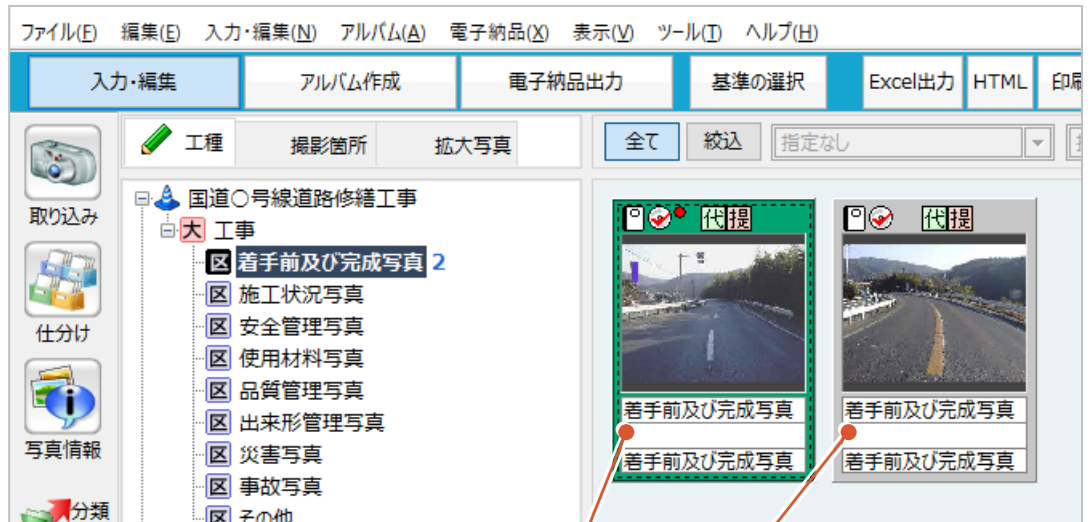 ファイル(F) 編集(E) 入力・編集(N) アルバム(A) 電子納品(X) 表示(V) ツール(T) ヘルプ(H)
入力・編集 アルバム作成 電子納品出力 基準の選択 Excel出力 HTML 印刷
工種 撮影箇所 拡大写真 全て 絞込 指定なし
取り込み
仕分け
写真情報
分類
国道〇号線道路修繕工事
大 工事
区 着手前及び完成写真 2
区 施工状況写真
区 安全管理写真
区 使用材料写真
区 品質管理写真
区 出来形管理写真
区 災害写真
区 事故写真
区 その他
代 提
着手前及び完成写真
着手前及び完成写真
代 提
着手前及び完成写真
着手前及び完成写真